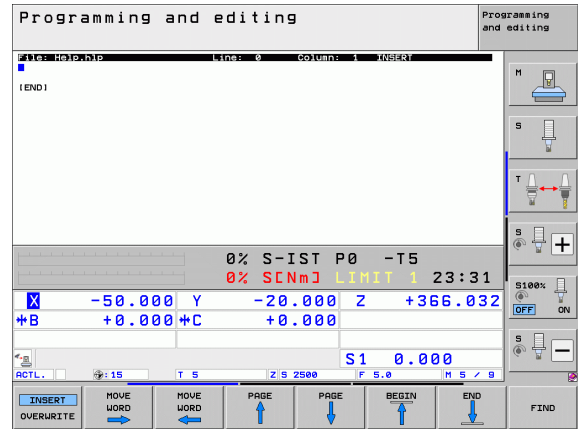 Programming and editing
Programming
and editing
File: Help.hlp Line: 0 Column: 1 INSERT
[END]
M
S
T
S
S100%
OFF ON
S
0% S-IST P0 -T5
0% S[Nm] LIMIT 1 23:31
X -50.000 Y -20.000 Z +366.032
B +0.000 C +0.000
S1 0.000
ACTL. :15 T 5 Z S 2500 F 5.0 M 5 / 9
INSERT
OVERWRITE
MOVE
WORD
MOVE
WORD
PAGE
PAGE
BEGIN
END
FIND